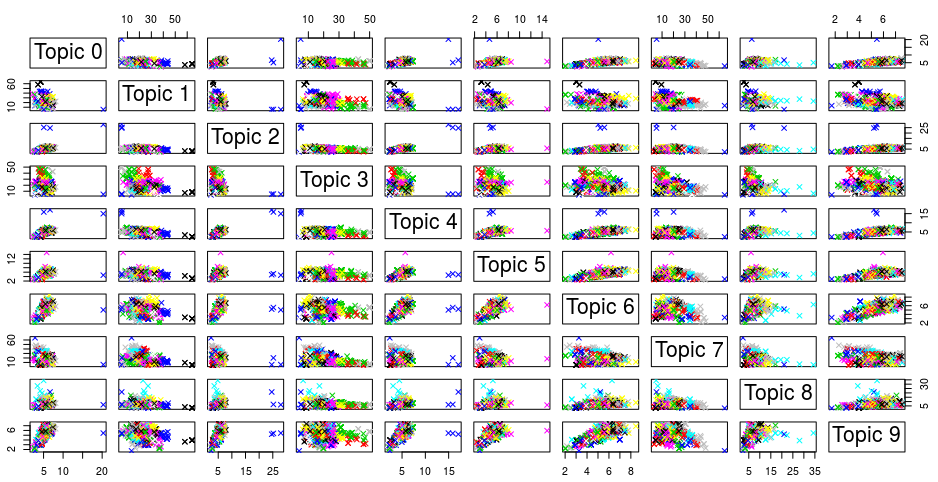 10 30 50
10 30 50
2 6 10 14
10 30 50
2 4 6
Topic 0
5 20
10 60
Topic 1
Topic 2
5 25
10 50
Topic 3
Topic 4
5 15
2 12
Topic 5
Topic 6
2 6
10 60
Topic 7
Topic 8
5 30
2 6
Topic 9
5 10 20
5 15 25
5 15
2 4 6 8
5 15 25 35